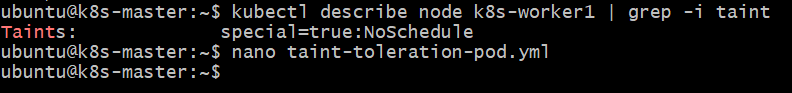 ubuntu@k8s-master:~$ kubectl describe node k8s-worker1 | grep -i taint
Taints:             special=true:NoSchedule
ubuntu@k8s-master:~$ nano taint-toleration-pod.yml
ubuntu@k8s-master:~$